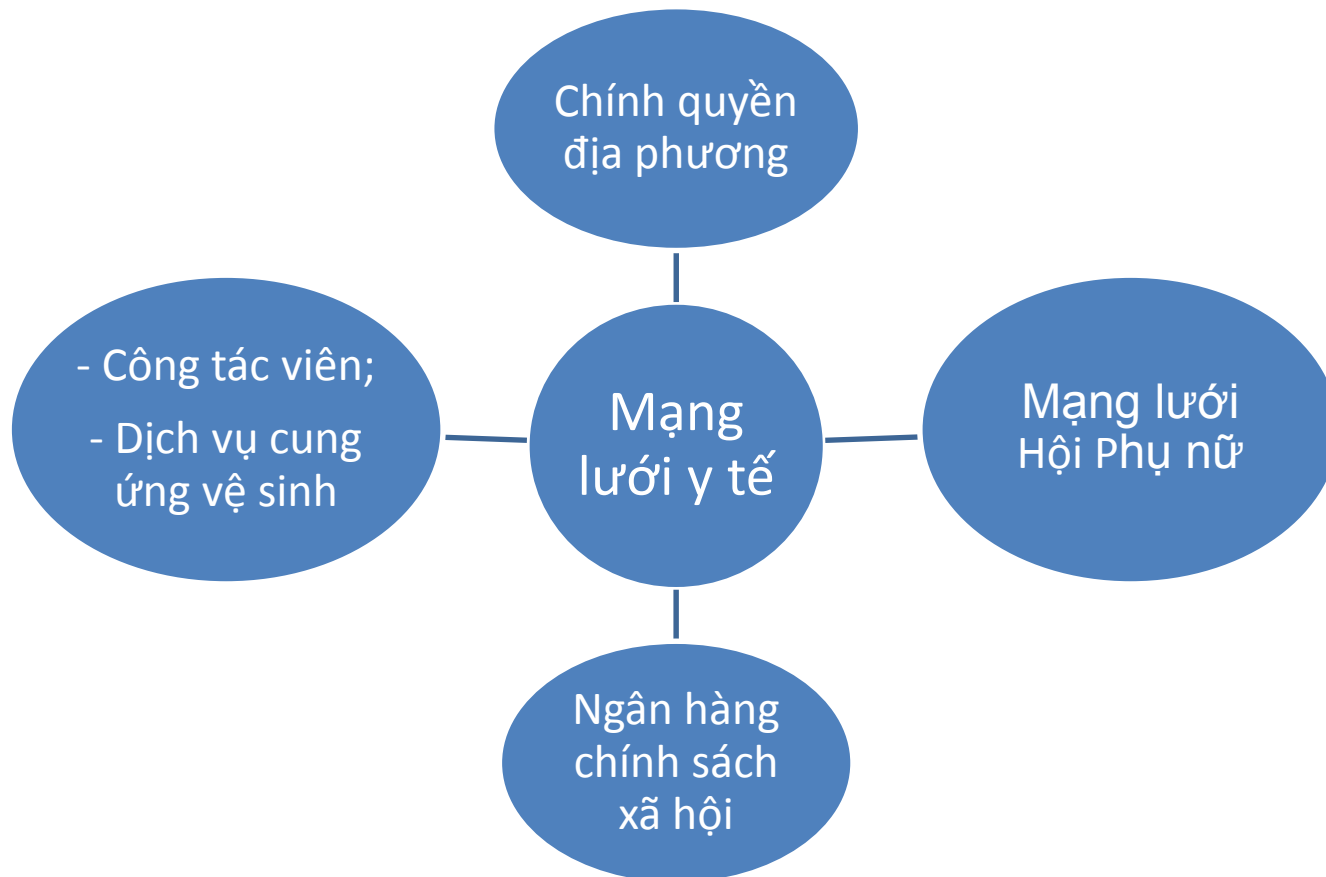 Chính quyền
địa phương
- Công tác viên;
- Dịch vụ cung
ứng vệ sinh
Mạng
lưới y tế
Mạng lưới
Hội Phụ nữ
Ngân hàng
chính sách
xã hội